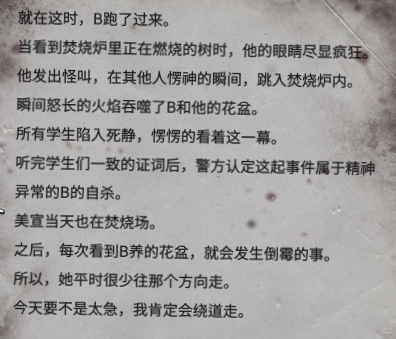 就在这时，B跑了过来。
当看到焚烧炉里正在燃烧的树时，他的眼睛尽显疯狂。
他发出怪叫，在其他人愣神的瞬间，跳入焚烧炉内。
瞬间怒长的火焰吞噬了B和他的花盆。
所有学生陷入死静，愣愣的看着这一幕。
听完学生们一致的证词后，警方认定这起事件属于精神
异常的B的自杀。
美宣当天也在焚烧场。
之后，每次看到B养的花盆，就会发生倒霉的事。
所以，她平时很少往那个方向走。
今天要不是太急，我肯定会绕道走。